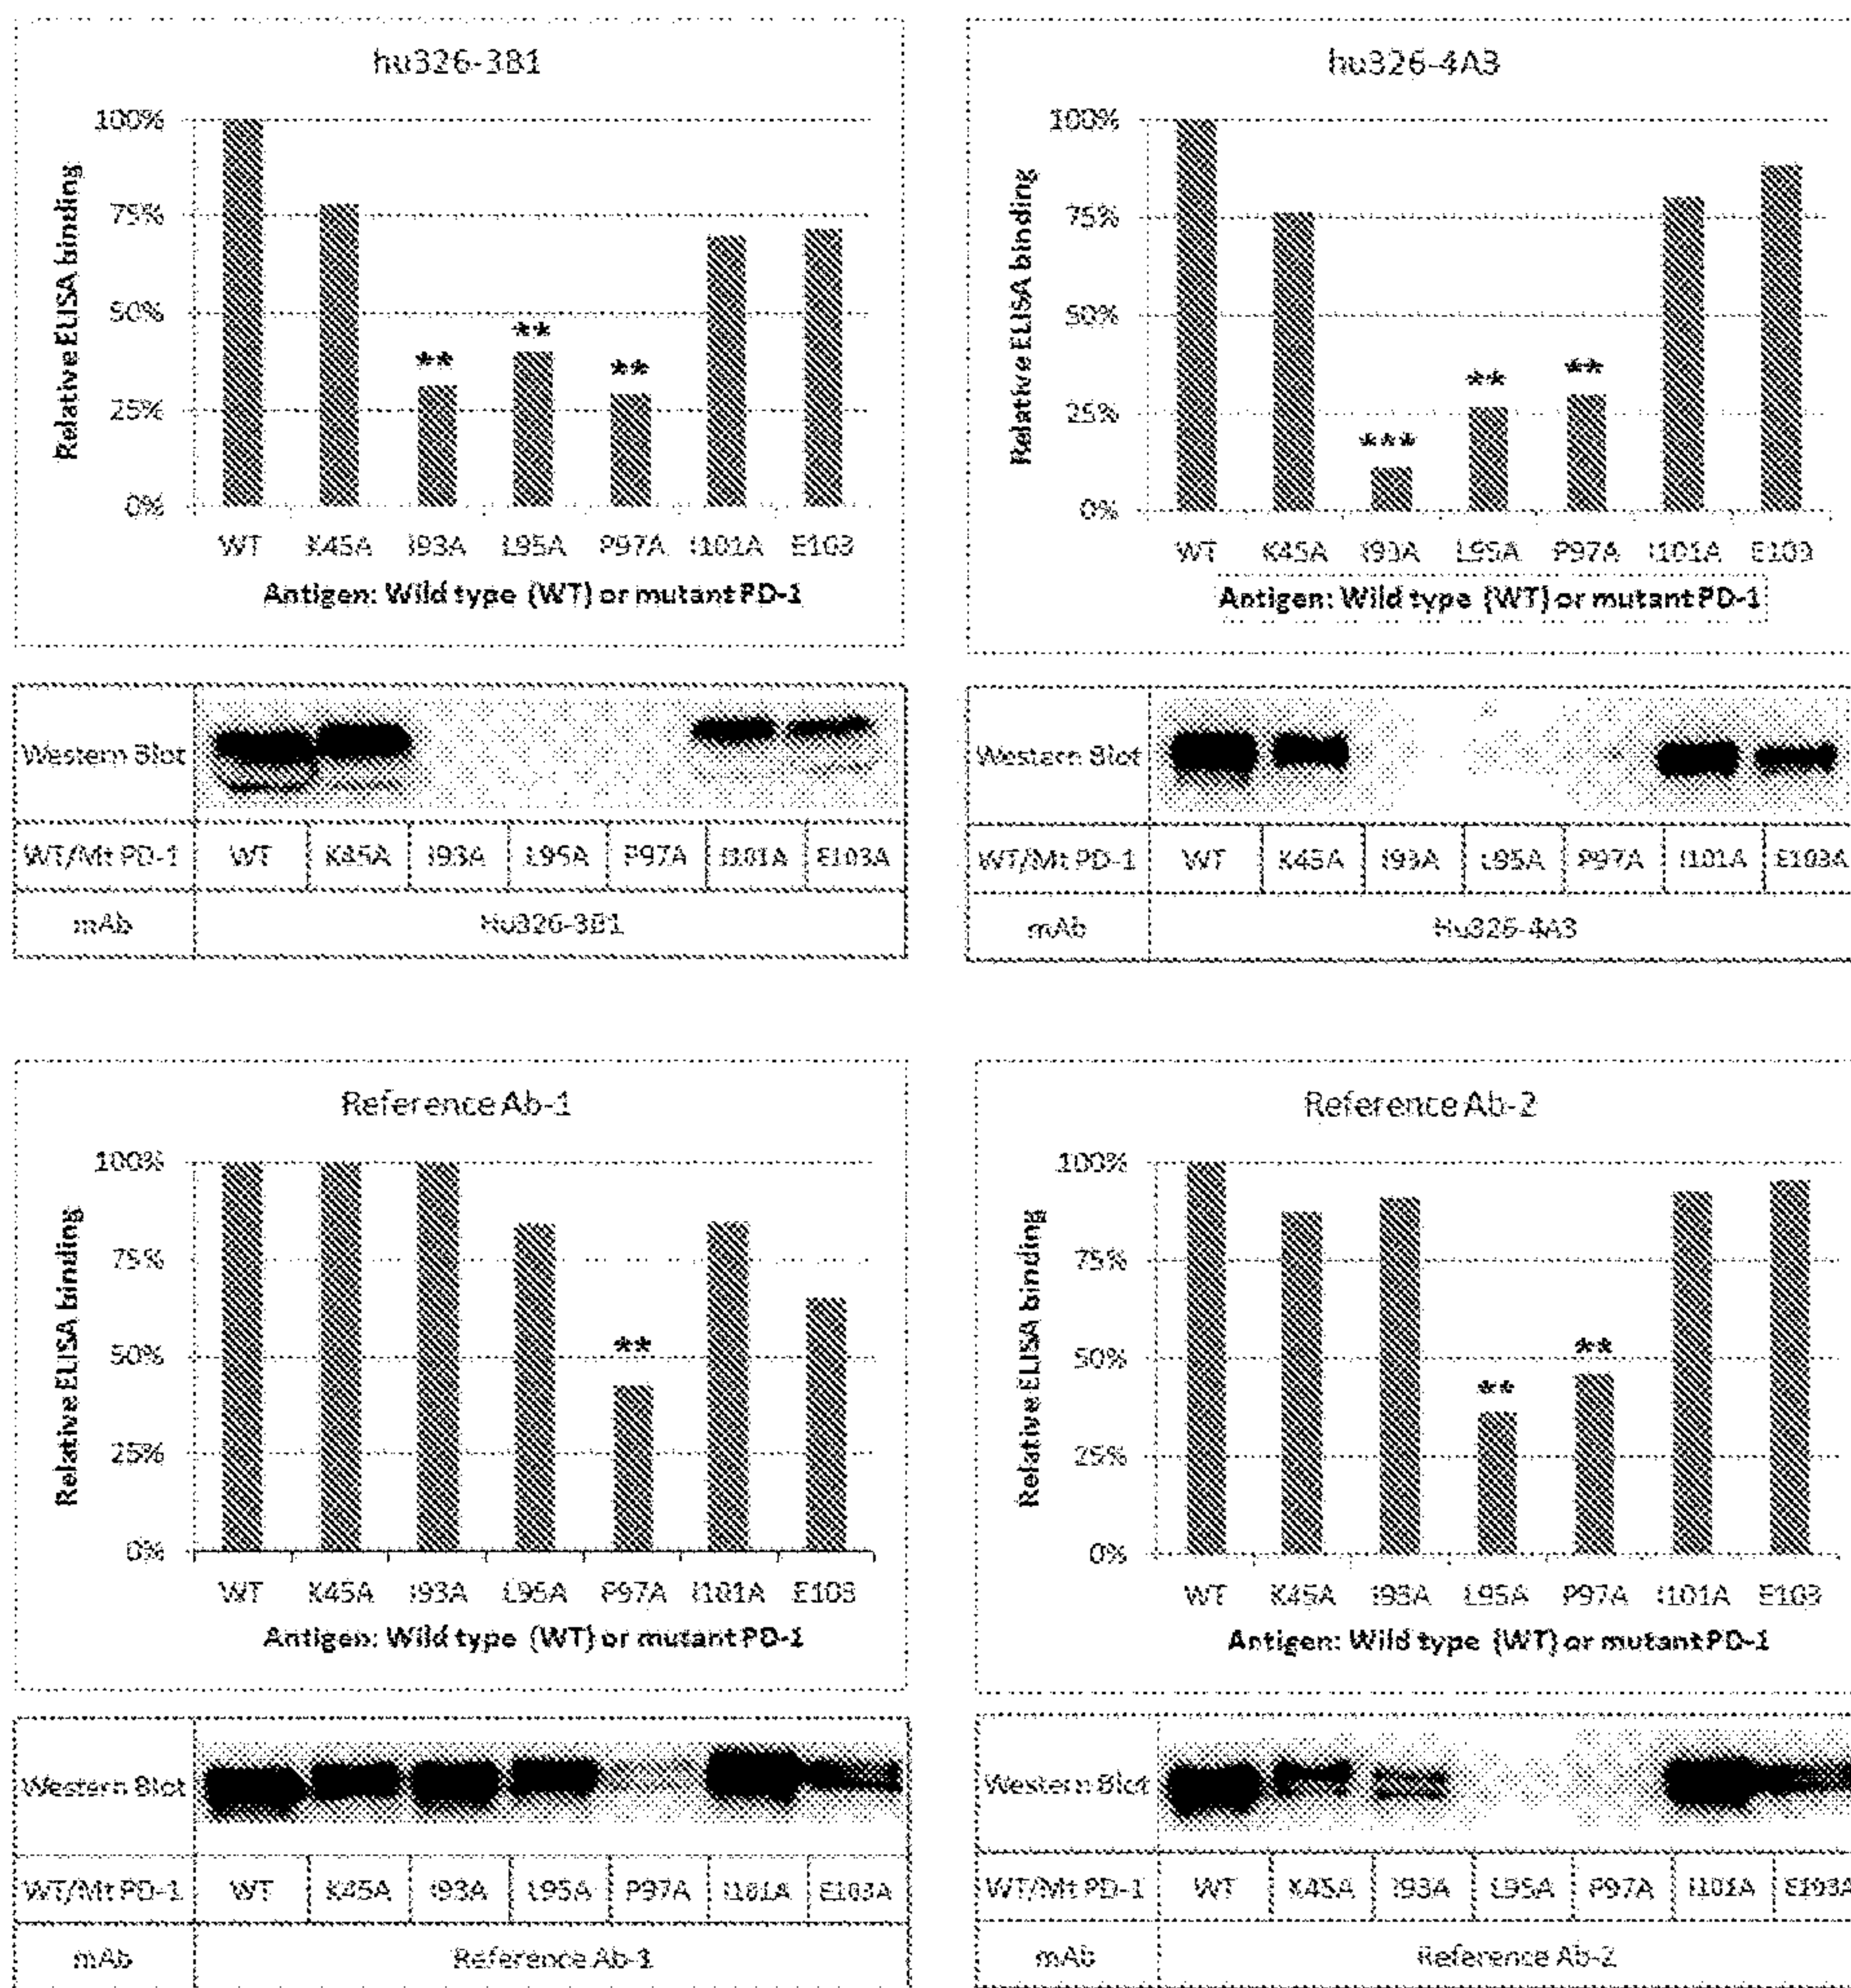 hu326-3B1
100%
75%
50%
25%
0%
Relative ELISA binding
** ** **
WT K45A I93A L95A P97A I101A E103
Antigen: Wild type (WT) or mutant PD-1
Western Blot
WT/Mt PD-1 WT K45A I93A L95A P97A I101A E103A
mAb Hu326-3B1
hu326-4A3
100%
75%
50%
25%
0%
Relative ELISA binding
*** ** **
WT K45A I93A L95A P97A I101A E103
Antigen: Wild type (WT) or mutant PD-1
Western Blot
WT/Mt PD-1 WT K45A I93A L95A P97A I101A E103A
mAb Hu326-4A3
Reference Ab-1
100%
75%
50%
25%
0%
Relative ELISA binding
**
WT K45A I93A L95A P97A I101A E103
Antigen: Wild type (WT) or mutant PD-1
Western Blot
WT/Mt PD-1 WT K45A I93A L95A P97A I101A E103A
mAb Reference Ab-1
Reference Ab-2
100%
75%
50%
25%
0%
Relative ELISA binding
** **
WT K45A I93A L95A P97A I101A E103
Antigen: Wild type (WT) or mutant PD-1
Western Blot
WT/Mt PD-1 WT K45A I93A L95A P97A I101A E103A
mAb Reference Ab-2